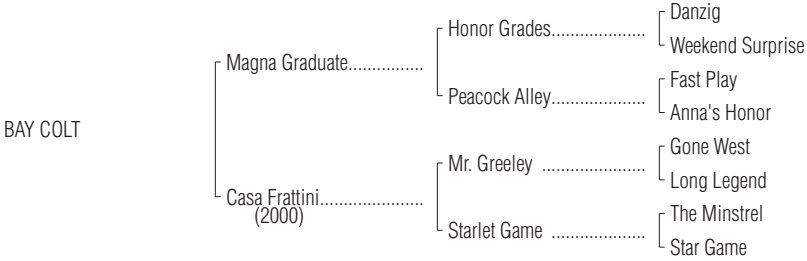 Danzig
Honor Grades....................
Weekend Surprise
Magna Graduate................
Fast Play
Peacock Alley....................
Anna's Honor
BAY COLT
Gone West
Mr. Greeley ......................
Long Legend
Casa Frattini......................
(2000)
The Minstrel
Starlet Game ....................
Star Game